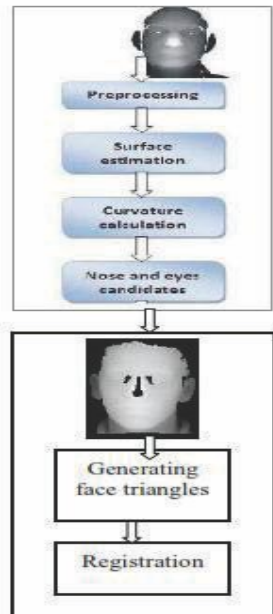 Preprocessing
Surface
estimation
Curvature
calculation
Nose and eyes
candidates
Generating
face triangles
Registration